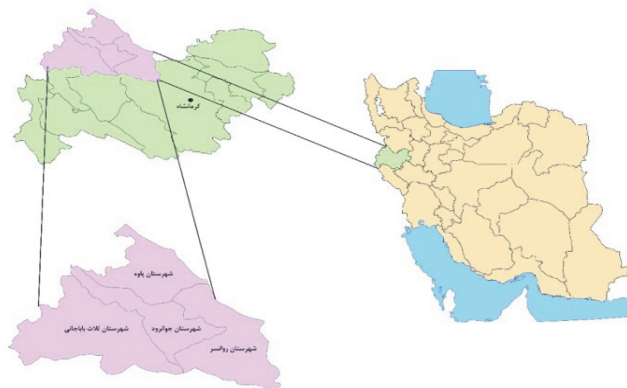 کرمانشاه
شهرستان پاوه
شهرستان جوانرود
شهرستان ثلاث باباجانی
شهرستان روانسر